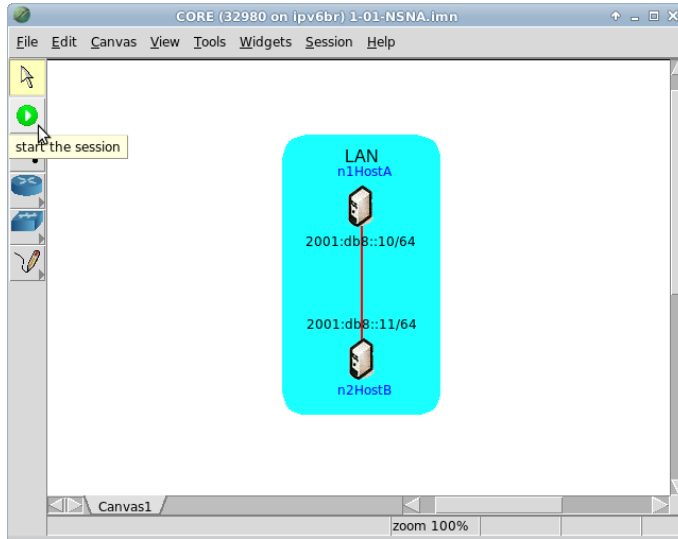 CORE (32980 on ipv6br) 1-01-NSNA.imn
File Edit Canvas View Tools Widgets Session Help
start the session
LAN
n1HostA
2001:db8::10/64
2001:db8::11/64
n2HostB
Canvas1
zoom 100%